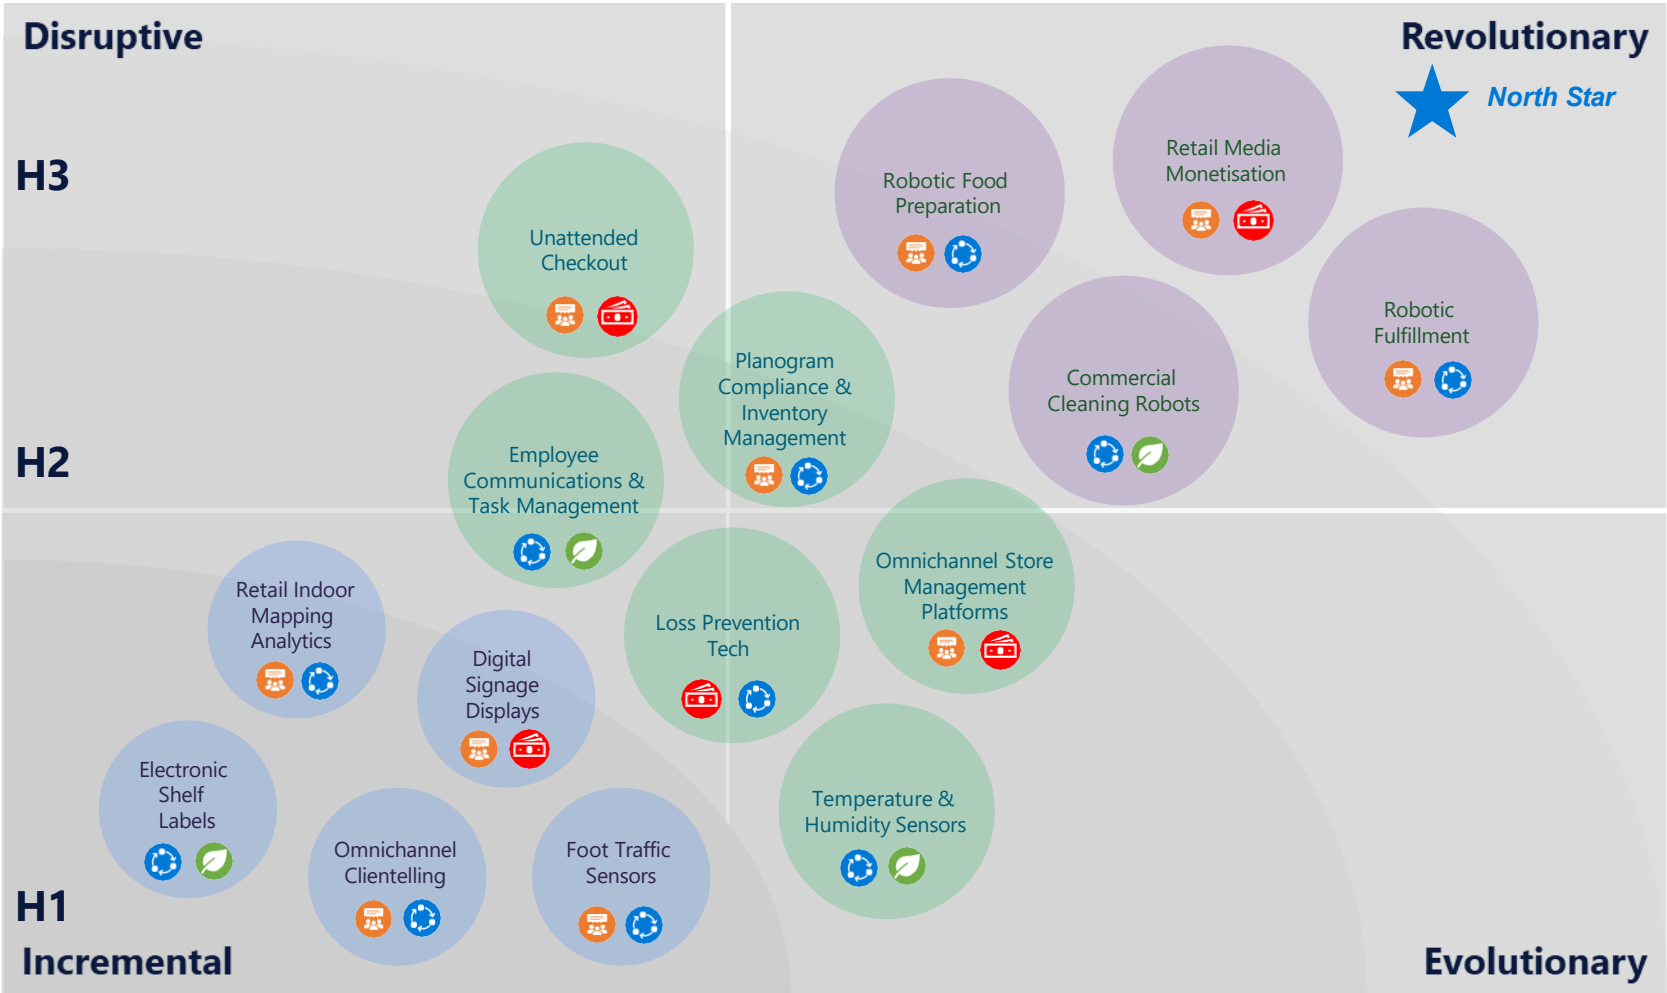 Disruptive
Revolutionary
North Star
H3
Retail Media
Monetisation
Robotic Food
Preparation
Unattended
Checkout
Robotic
Fulfillment
Planogram
Compliance &
Inventory
Management
Commercial
Cleaning Robots
H2
Employee
Communications &
Task Management
Omnichannel Store
Management
Platforms
Retail Indoor
Mapping
Analytics
Loss Prevention
Tech
Digital
Signage
Displays
Electronic
Shelf
Labels
Temperature &
Humidity Sensors
Omnichannel
Clientelling
Foot Traffic
Sensors
H1
Incremental
Evolutionary